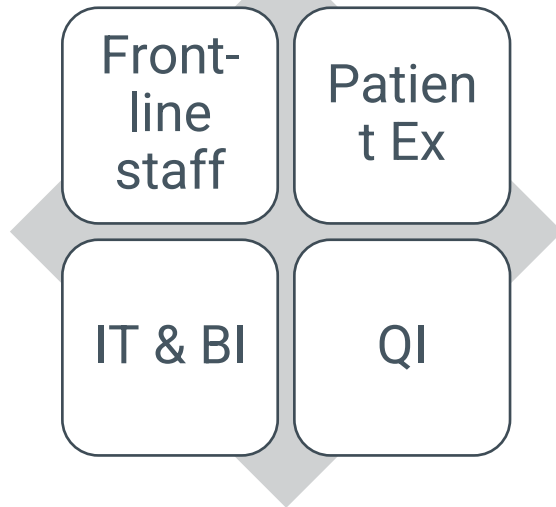 Front-
line
staff
Patien
t Ex
IT & BI
QI